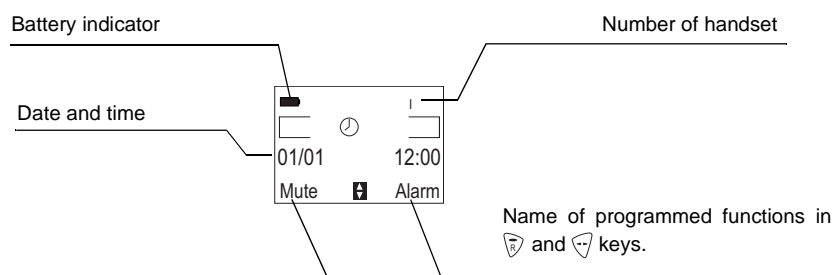 Battery indicator
Number of handset
Date and time
I
01/01 12:00
Mute Alarm
Name of programmed functions in
R and -- keys.